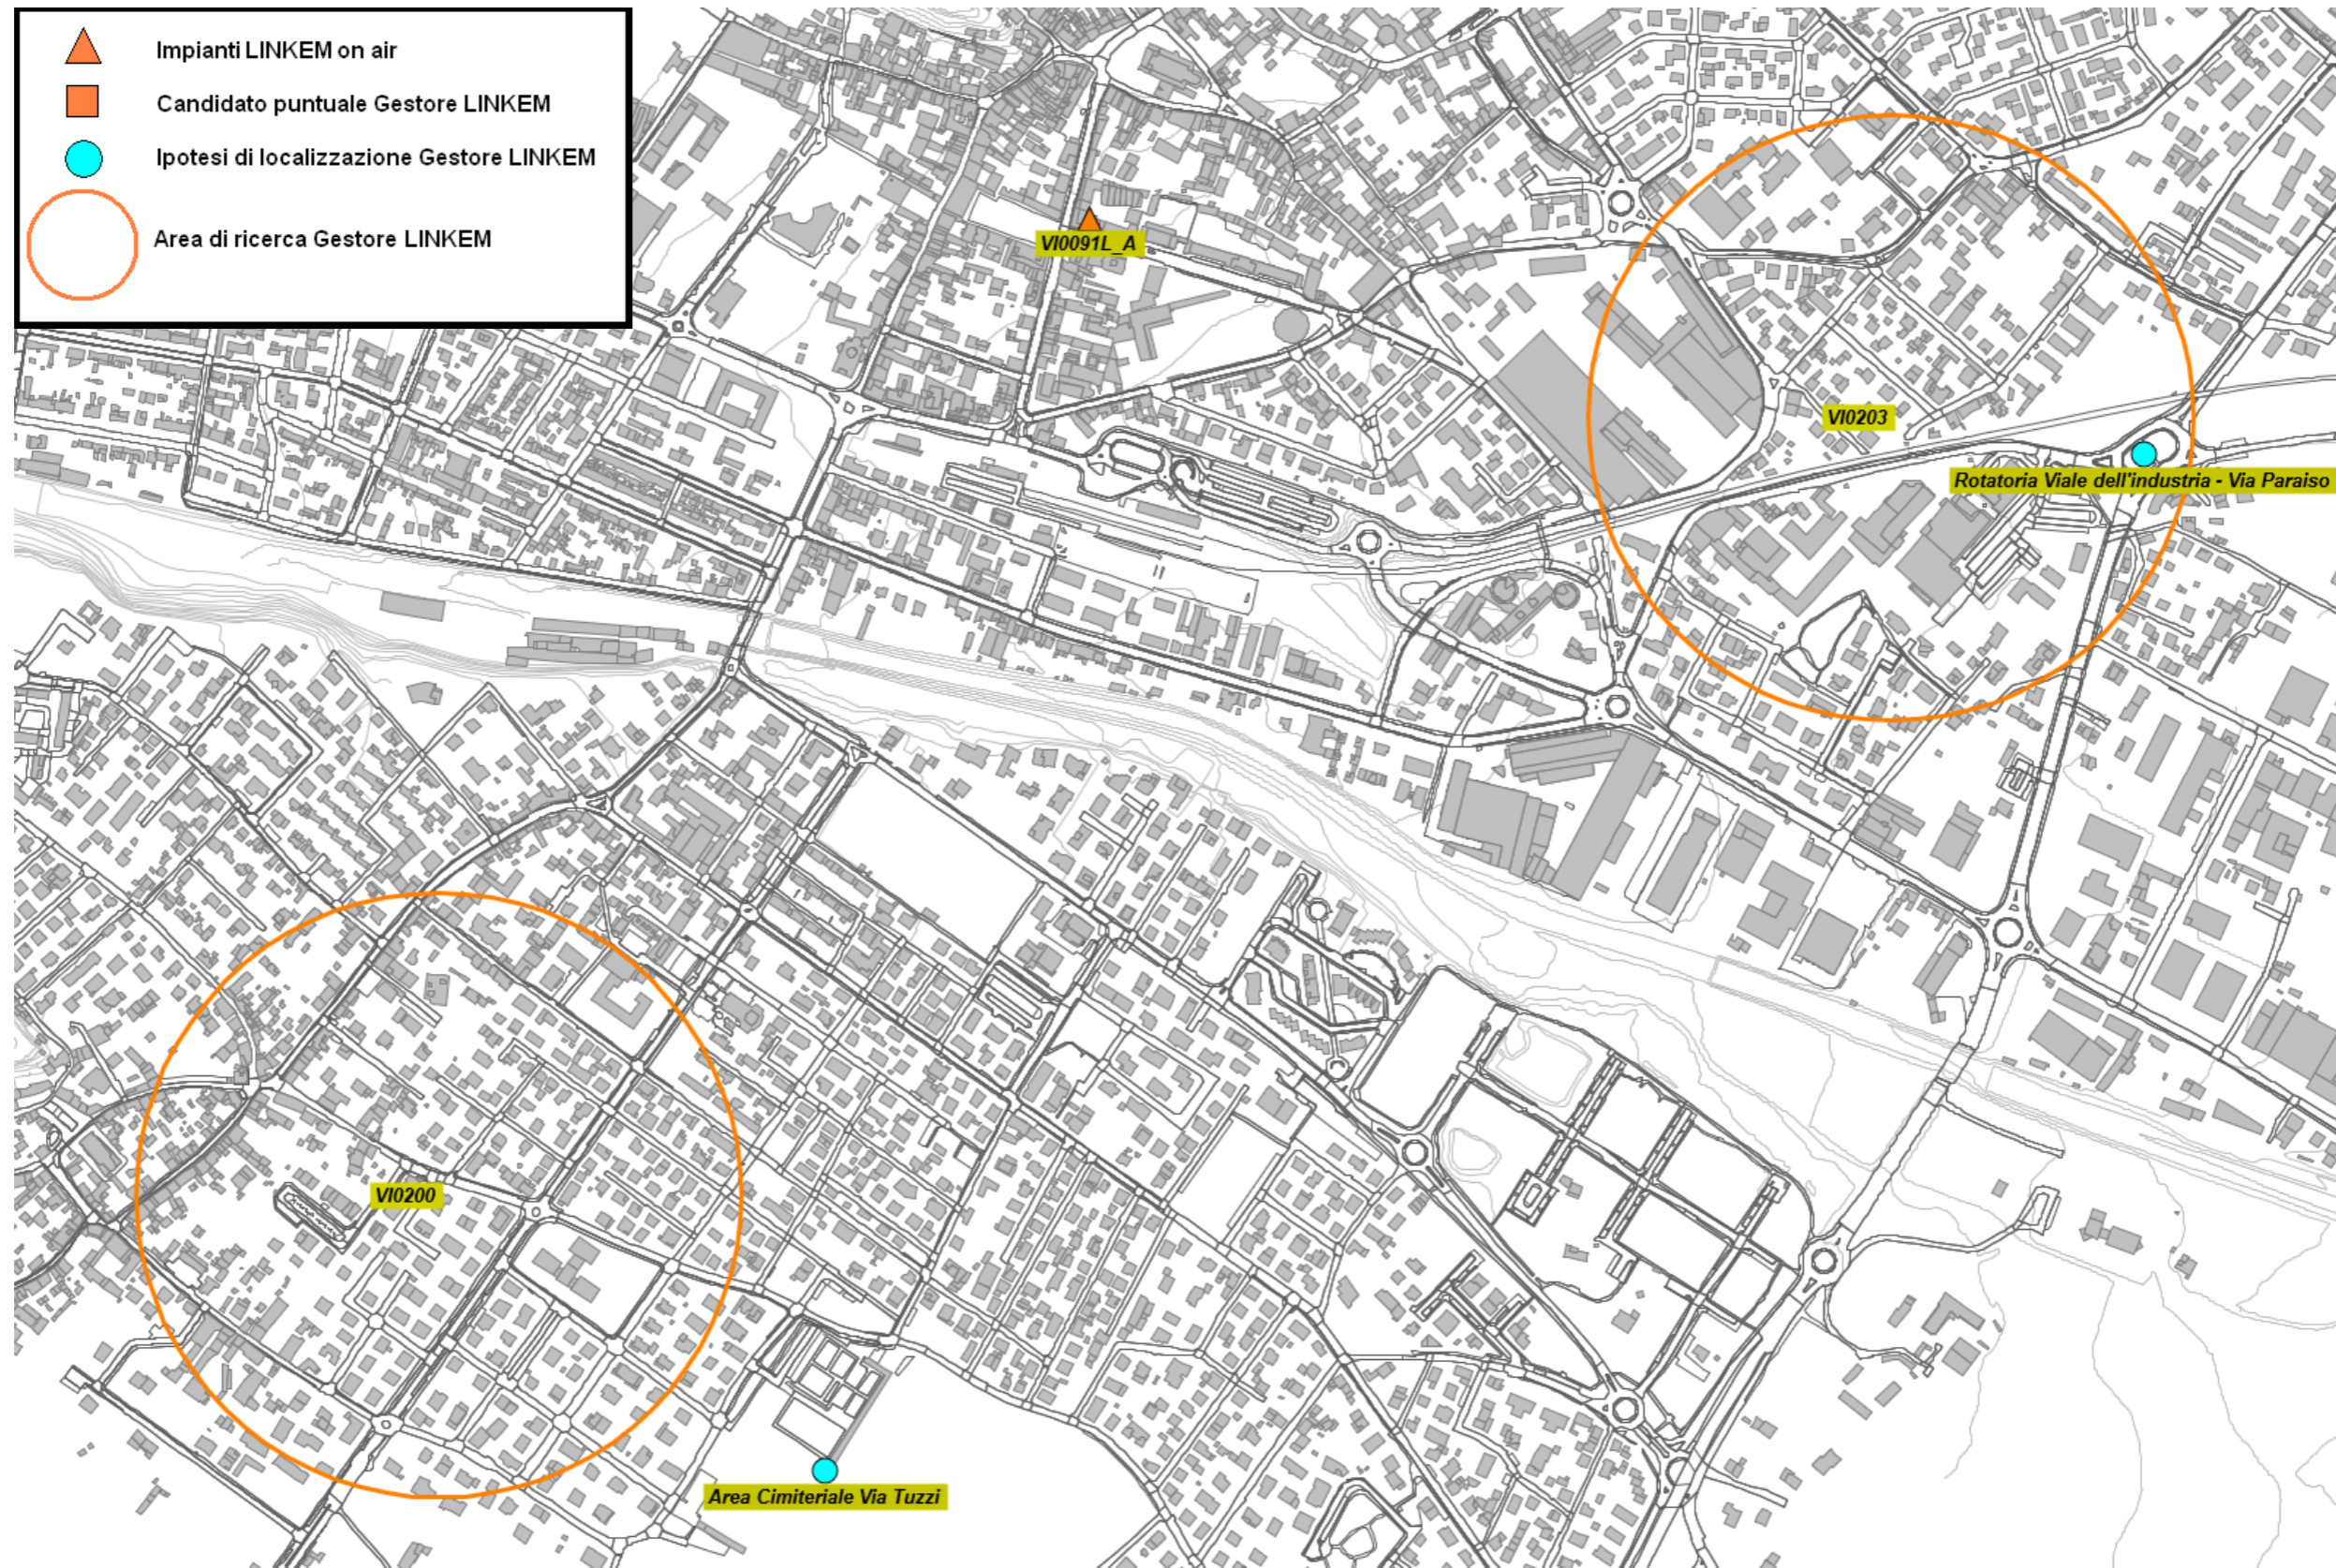 Impianti LINKEM on air
Candidato puntuale Gestore LINKEM
Ipotesi di localizzazione Gestore LINKEM
Area di ricerca Gestore LINKEM
VI0091L_A
VI0203
Rotatoria Viale dell'industria - Via Paraiso
VI0200
Area Cimiteriale Via Tuzzi